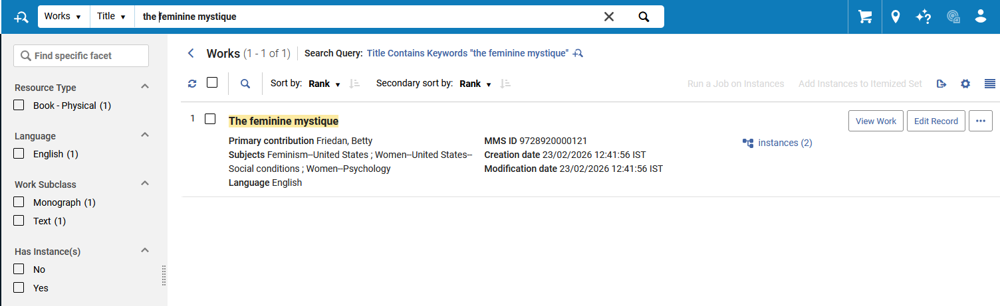 Works Title the feminine mystique
Find specific facet
Resource Type
Book - Physical (1)
Language
English (1)
Work Subclass
Monograph (1)
Text (1)
Has Instance(s)
No
Yes
Works (1 - 1 of 1) Search Query: Title Contains Keywords "the feminine mystique"
Sort by: Rank Secondary sort by: Rank Run a Job on Instances Add Instances to Itemized Set
1 The feminine mystique View Work Edit Record
Primary contribution Friedan, Betty
Subjects Feminism--United States ; Women--United States--
Social conditions ; Women--Psychology
Language English
MMS ID 9728920000121
Creation date 23/02/2026 12:41:56 IST
Modification date 23/02/2026 12:41:56 IST
instances (2)